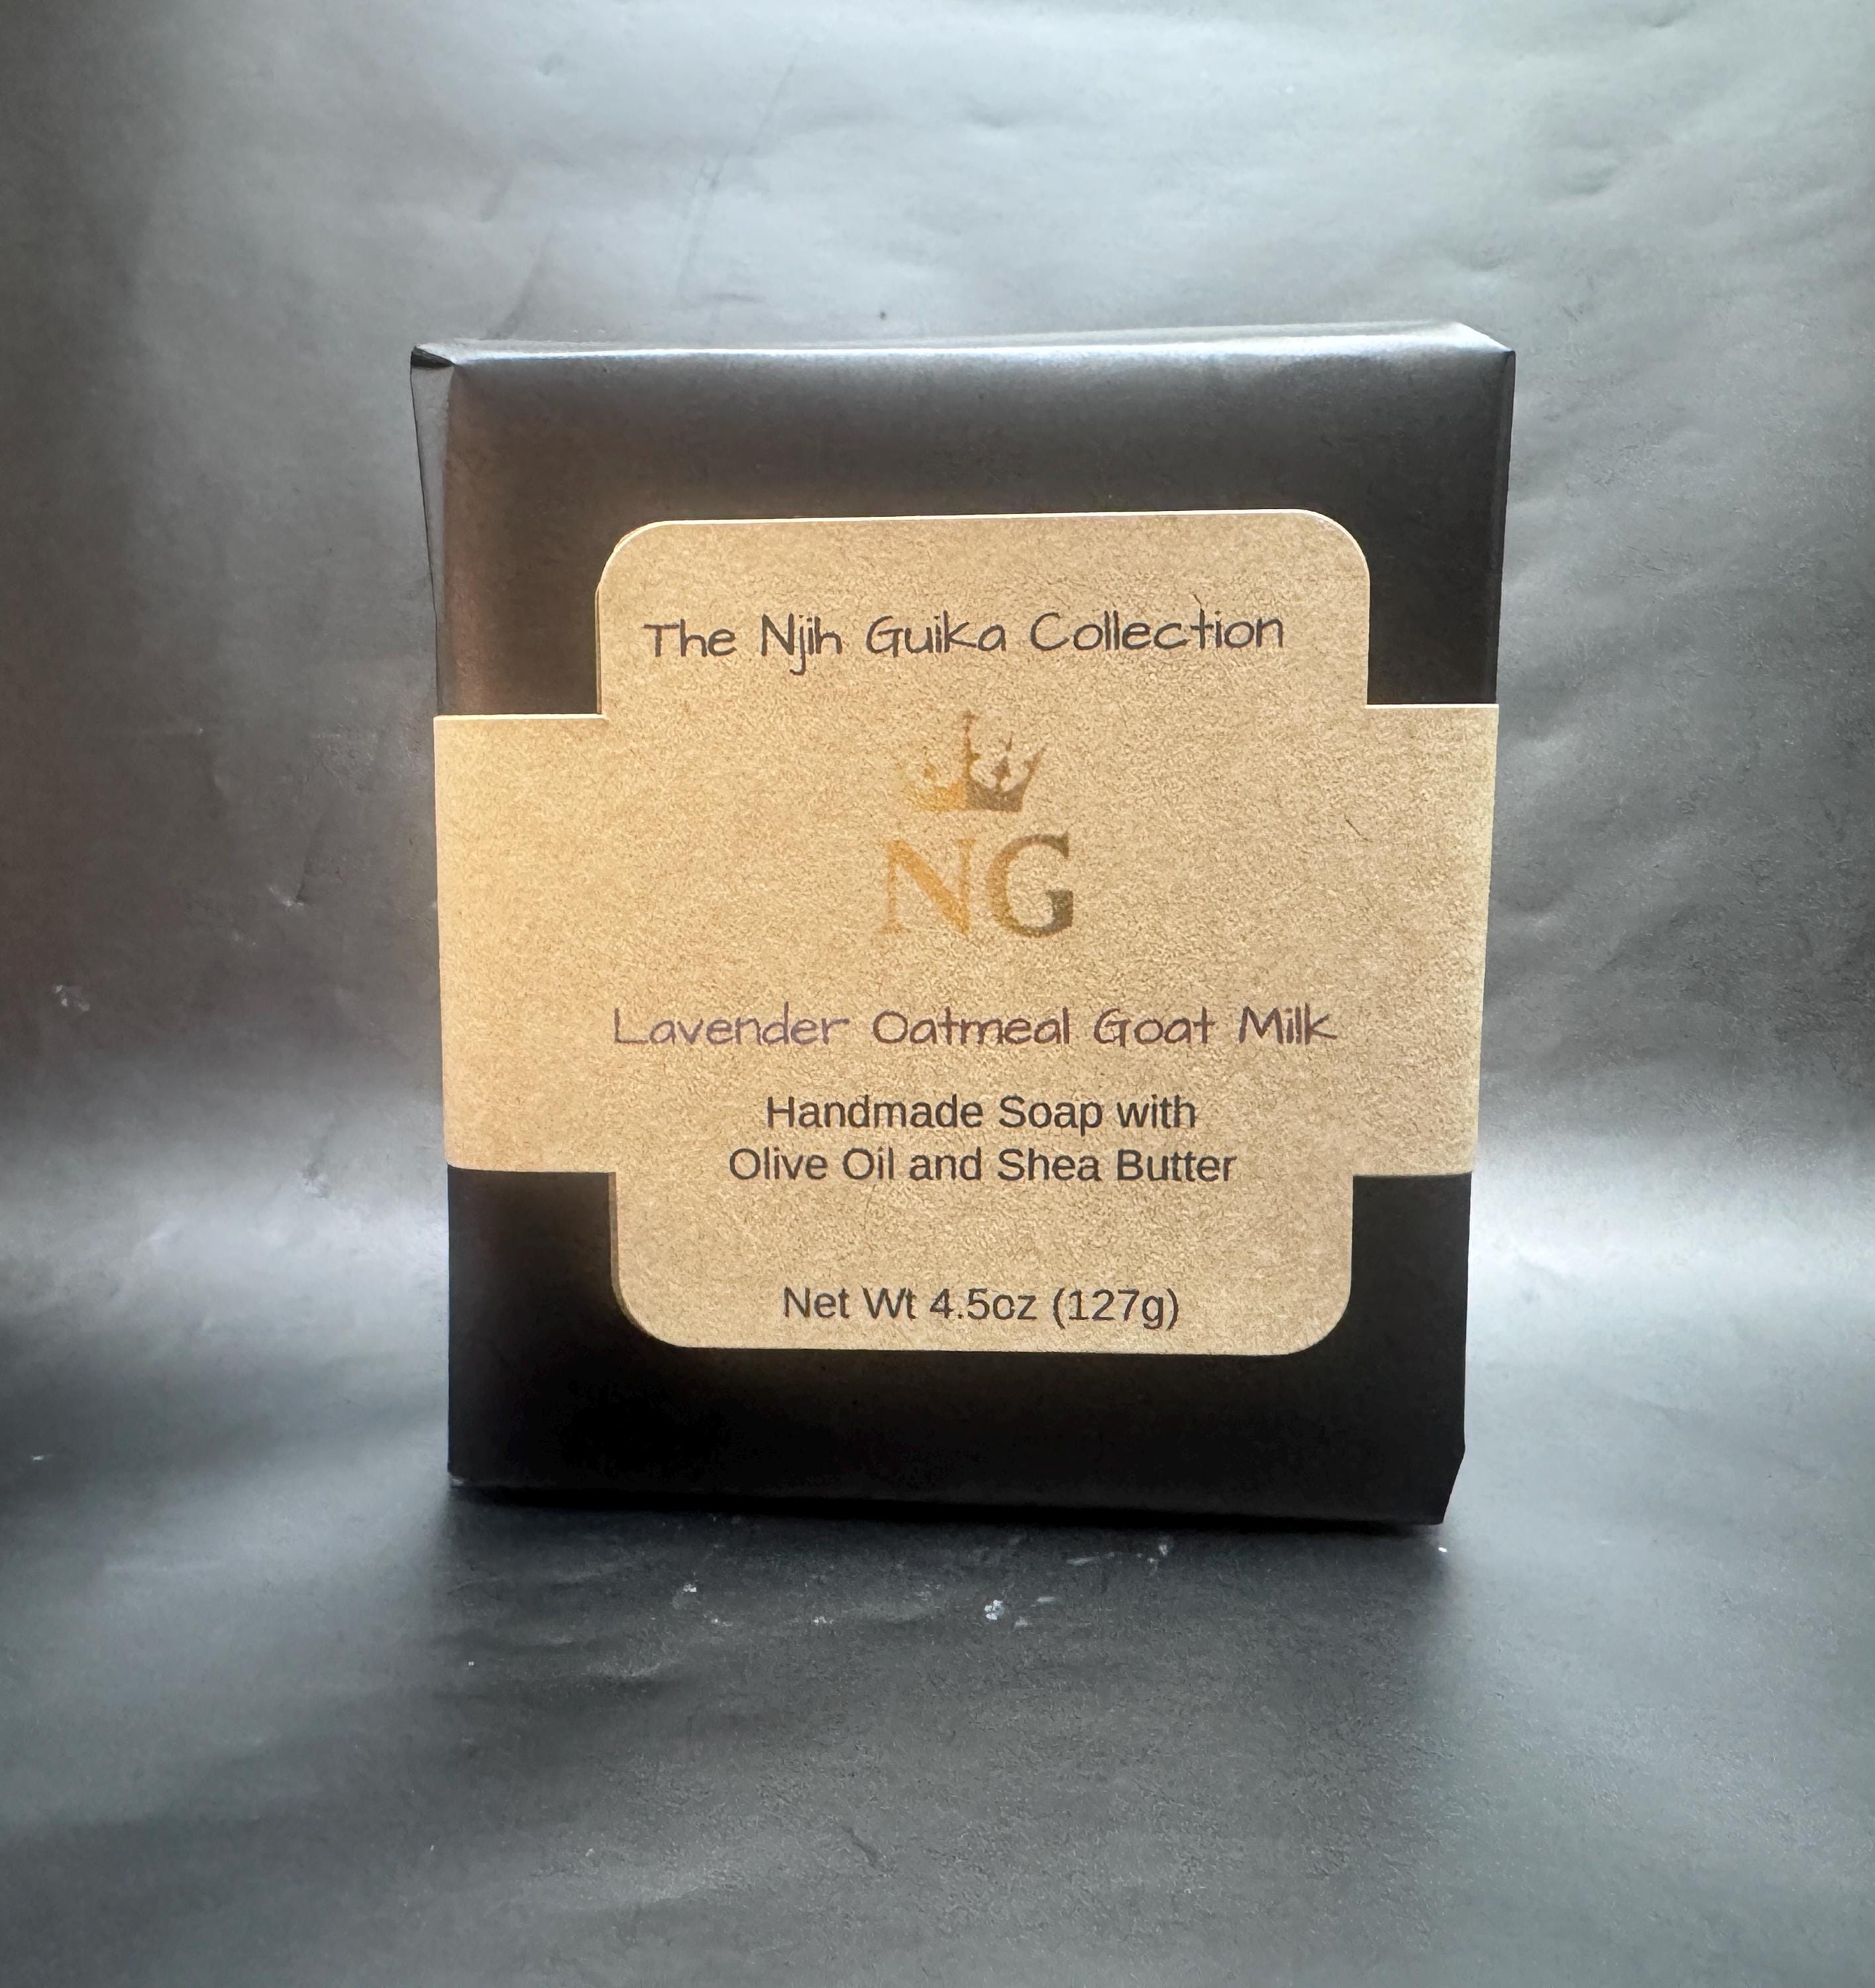 The Njih Guika Collection
NG
Lavender Oatmeal Goat Milk
Handmade Soap with
Olive Oil and Shea Butter
Net Wt 4.5oz (127g)